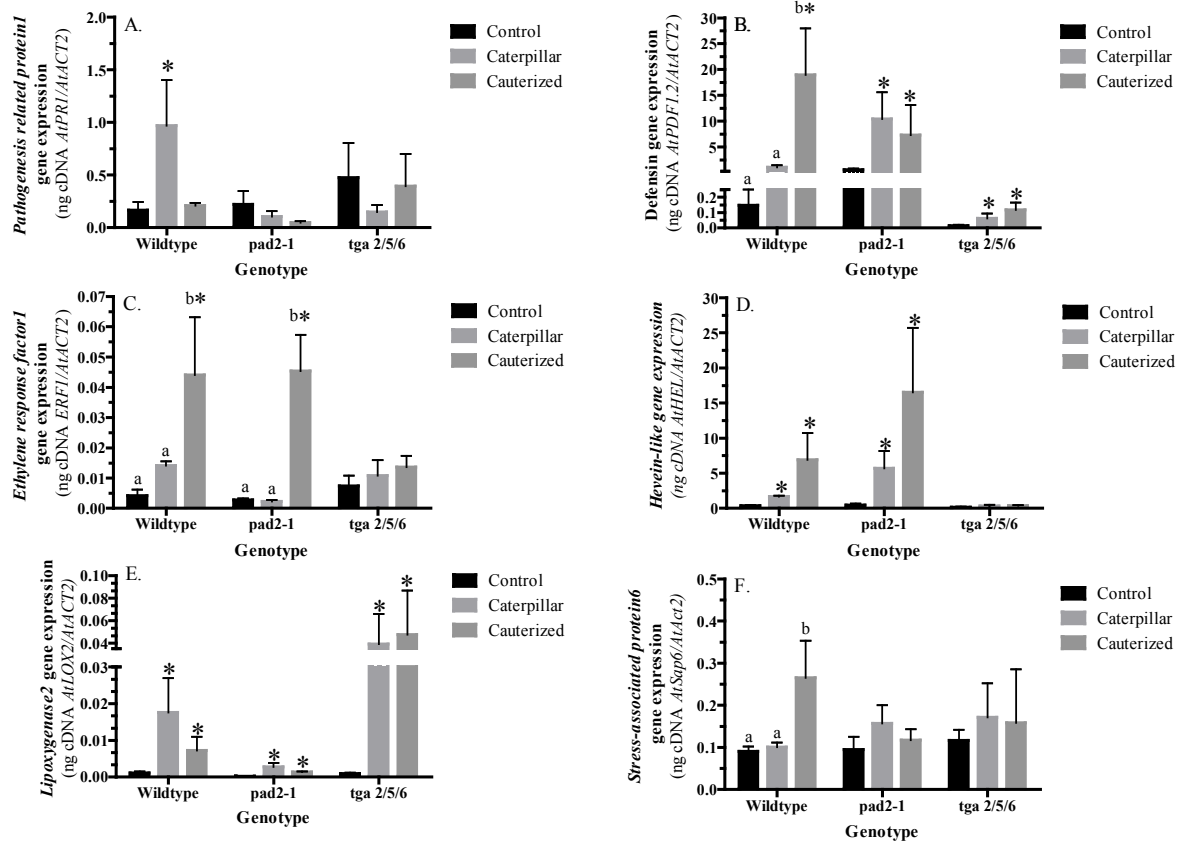 A.
Pathogenesis related protein1
gene expression
(ng cDNA AtPR1/AtACT2)
2.0
1.5
1.0
0.5
0.0
*
Wildtype pad2-1 tga 2/5/6
Genotype
Control
Caterpillar
Cauterized
B.
Defensin gene expression
(ng cDNA AtPDF1.2/AtACT2)
30
25
20
15
10
5
0.2
0.1
0.0
a a b* * * * *
Wildtype pad2-1 tga 2/5/6
Genotype
Control
Caterpillar
Cauterized
C.
Ethylene response factor1
gene expression
(ng cDNA ERF1/AtACT2)
0.07
0.06
0.05
0.04
0.03
0.02
0.01
0.00
a a b* a a b*
Wildtype pad2-1 tga 2/5/6
Genotype
Control
Caterpillar
Cauterized
D.
Hevein-like gene expression
(ng cDNA AtHEL/AtACT2)
30
25
20
15
10
5
0
* * * *
Wildtype pad2-1 tga 2/5/6
Genotype
Control
Caterpillar
Cauterized
E.
Lipoxygenase2 gene expression
(ng cDNA AtLOX2/AtACT2)
0.10
0.08
0.06
0.04
0.03
0.02
0.01
0.00
* * * * * *
Wildtype pad2-1 tga 2/5/6
Genotype
Control
Caterpillar
Cauterized
F.
Stress-associated protein6
gene expression
(ng cDNA AtSap6/AtAct2)
0.5
0.4
0.3
0.2
0.1
0.0
a a b
Wildtype pad2-1 tga 2/5/6
Genotype
Control
Caterpillar
Cauterized